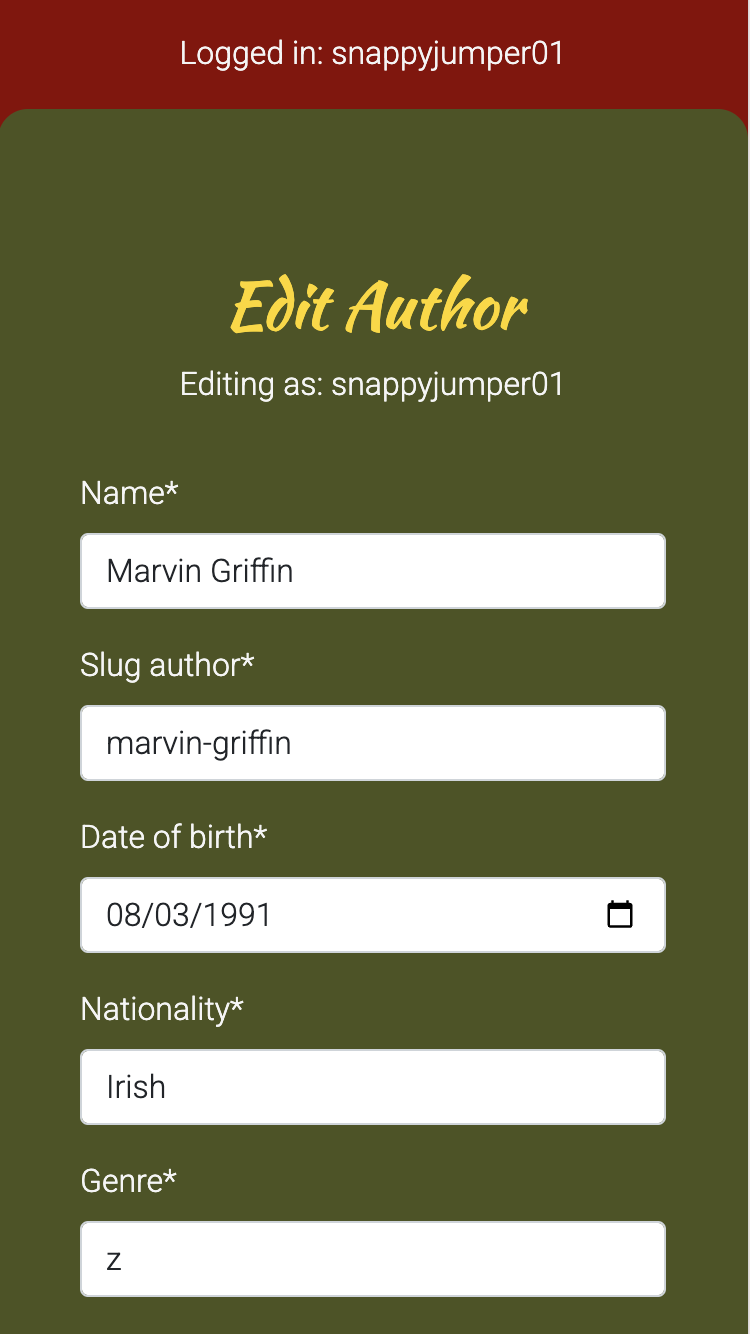 Logged in: snappyjumper01
Edit Author
Editing as: snappyjumper01
Name*
Marvin Griffin
Slug author*
marvin-griffin
Date of birth*
08/03/1991
Nationality*
Irish
Genre*
z